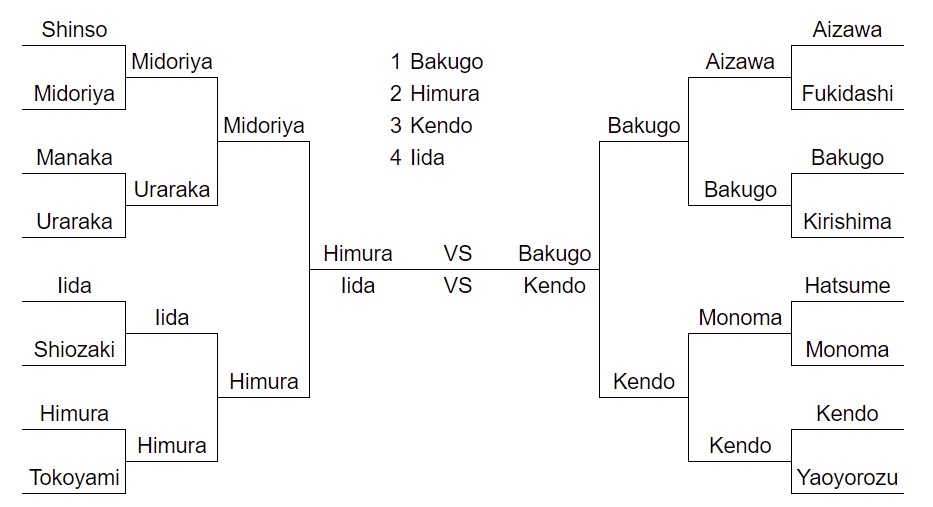 Shinso
Midoriya
Midoriya
Midoriya
Manaka
Uraraka
Uraraka
Iida
Iida
Shiozaki
Himura
Himura
Himura
Tokoyami
1 Bakugo
2 Himura
3 Kendo
4 Iida
Himura VS Bakugo
Iida VS Kendo
Aizawa
Aizawa
Fukidashi
Bakugo
Bakugo
Bakugo
Kirishima
Hatsume
Monoma
Monoma
Kendo
Kendo
Kendo
Yaoyorozu